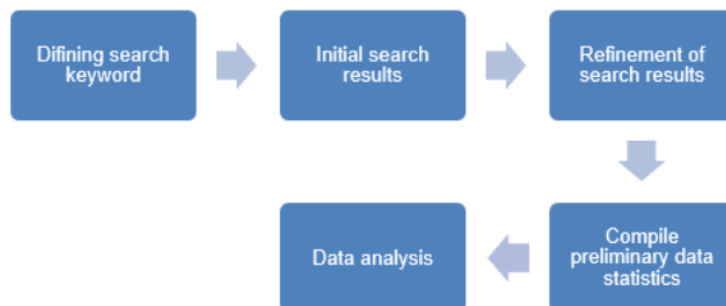 Difining search
keyword
Initial search
results
Refinement of
search results
Compile
preliminary data
statistics
Data analysis